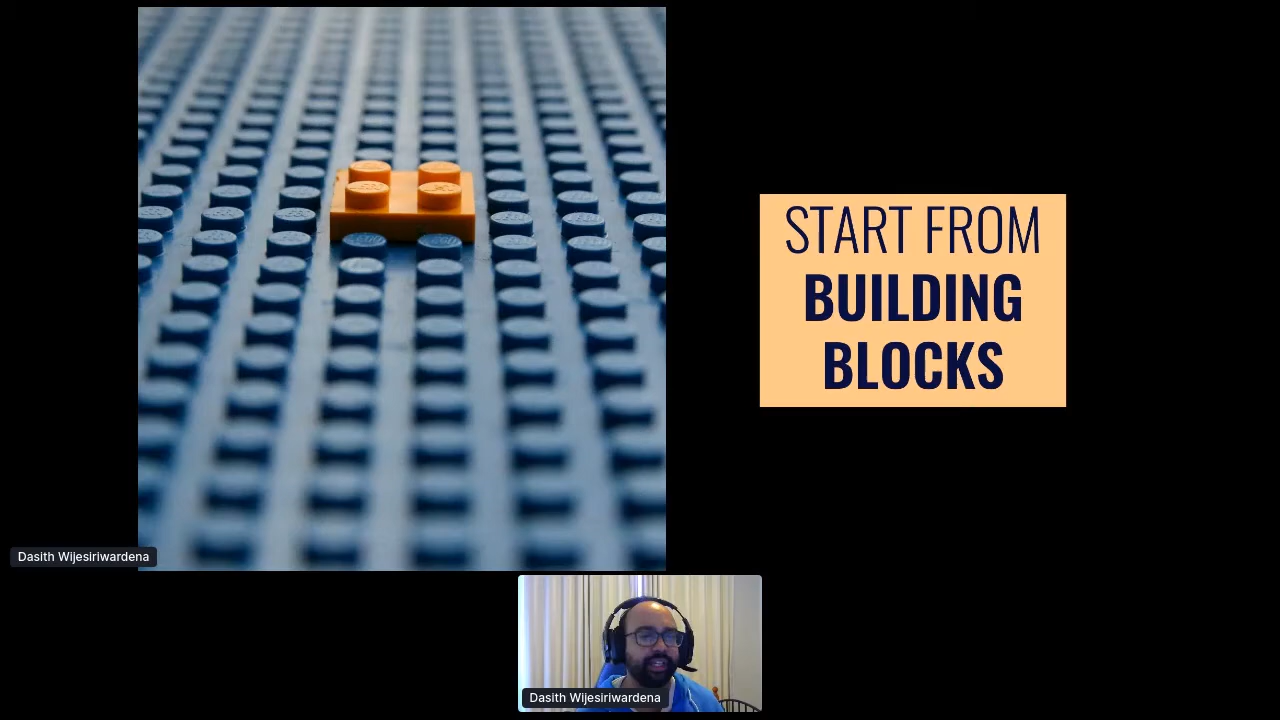 START FROM
BUILDING
BLOCKS
Dasith Wijesiriwardena
Dasith Wijesiriwardena